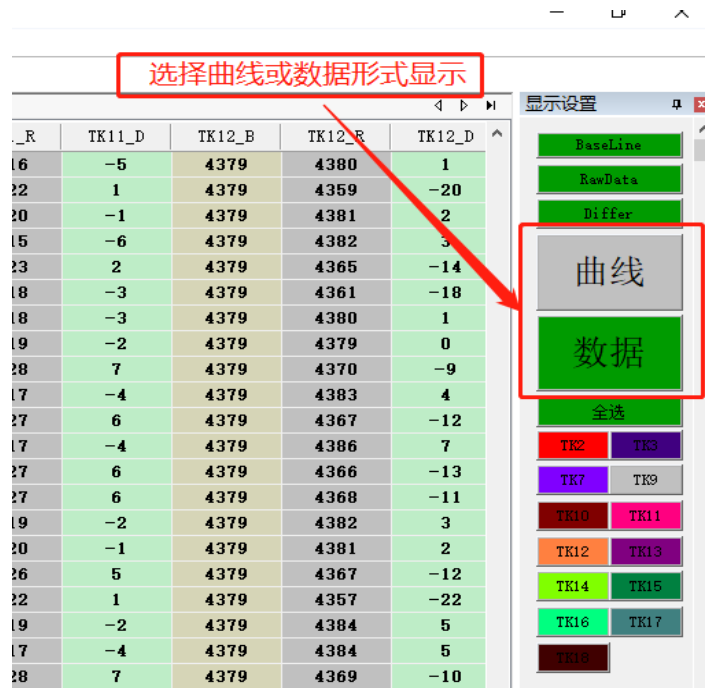 选择曲线或数据形式显示
显示设置
_R TK11_D TK12_B TK12_R TK12_D
16 -5 4379 4380 1
22 1 4379 4359 -20
20 -1 4379 4381 2
15 -6 4379 4382 3
23 2 4379 4365 -14
18 -3 4379 4361 -18
18 -3 4379 4380 1
19 -2 4379 4379 0
28 7 4379 4370 -9
17 -4 4379 4383 4
27 6 4379 4367 -12
17 -4 4379 4386 7
27 6 4379 4366 -13
27 6 4379 4368 -11
19 -2 4379 4382 3
20 -1 4379 4381 2
26 5 4379 4367 -12
22 1 4379 4357 -22
19 -2 4379 4384 5
17 -4 4379 4384 5
28 7 4379 4369 -10
BaseLine
RawData
Differ
曲线
数据
全选
TK2 TK3
TK7 TK9
TK10 TK11
TK12 TK13
TK14 TK15
TK16 TK17
TK18